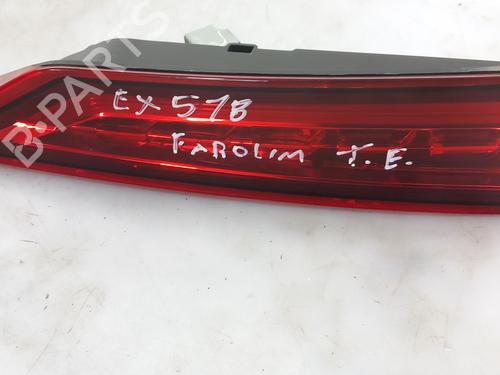 B-PARTS
EX 51B
FAROLIM T.E.